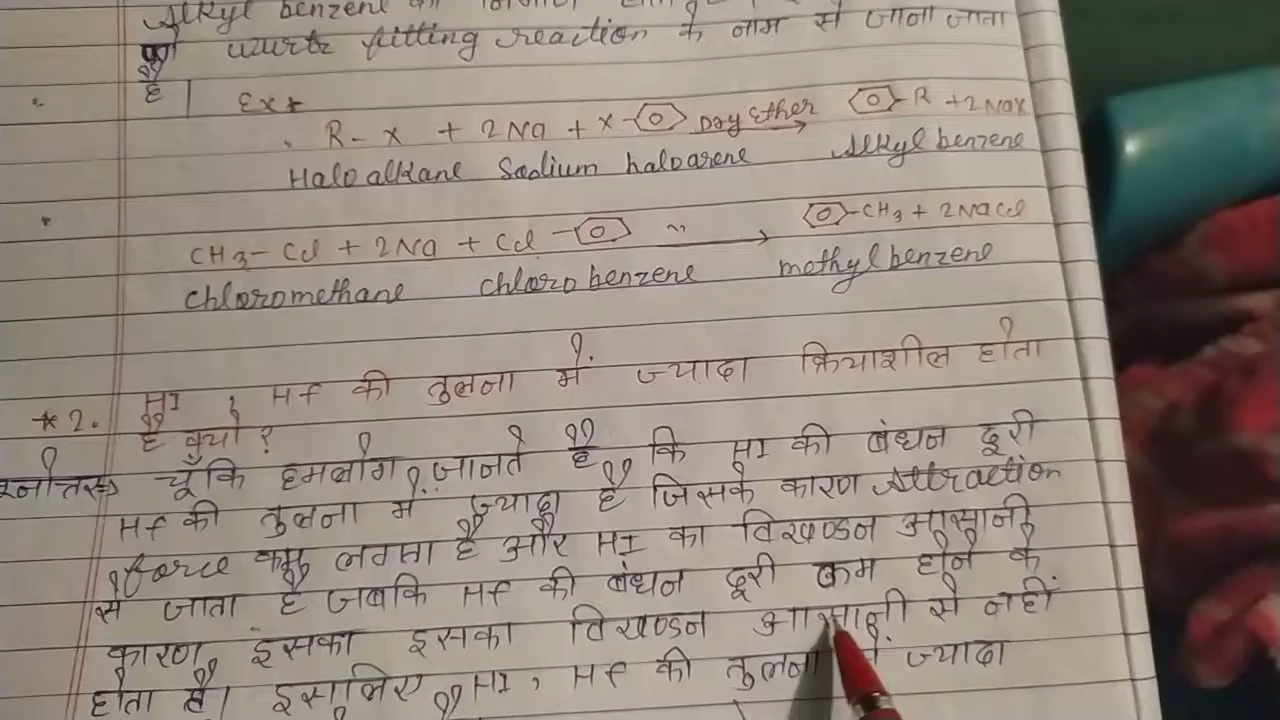 Alkyl benzene का निर्माण होता
को wurtz fitting reaction के नाम से जाना जाता
है
Ex+
R-X + 2Na + X- Dry Ether -R + 2NaX
Haloalkane Sodium haloarene Alkyl benzene
CH3-Cl + 2Na + Cl- " -CH3 + 2NaCl
chloromethane chlorobenzene methyl benzene
* 2. HI, HF की तुलना में ज्यादा क्रियाशील होता
है क्यों?
चूँकि हमलोग जानते हैं कि HI की बंधन दूरी
HF की तुलना में ज्यादा है जिसके कारण Attraction
force कम लगता है और HI का विखण्डन आसानी
से जाता है जबकि HF की बंधन दूरी कम होने के
कारण इसका इसका विखण्डन आसानी से नहीं
होता है। इसलिए HI, HF की तुलना में ज्यादा